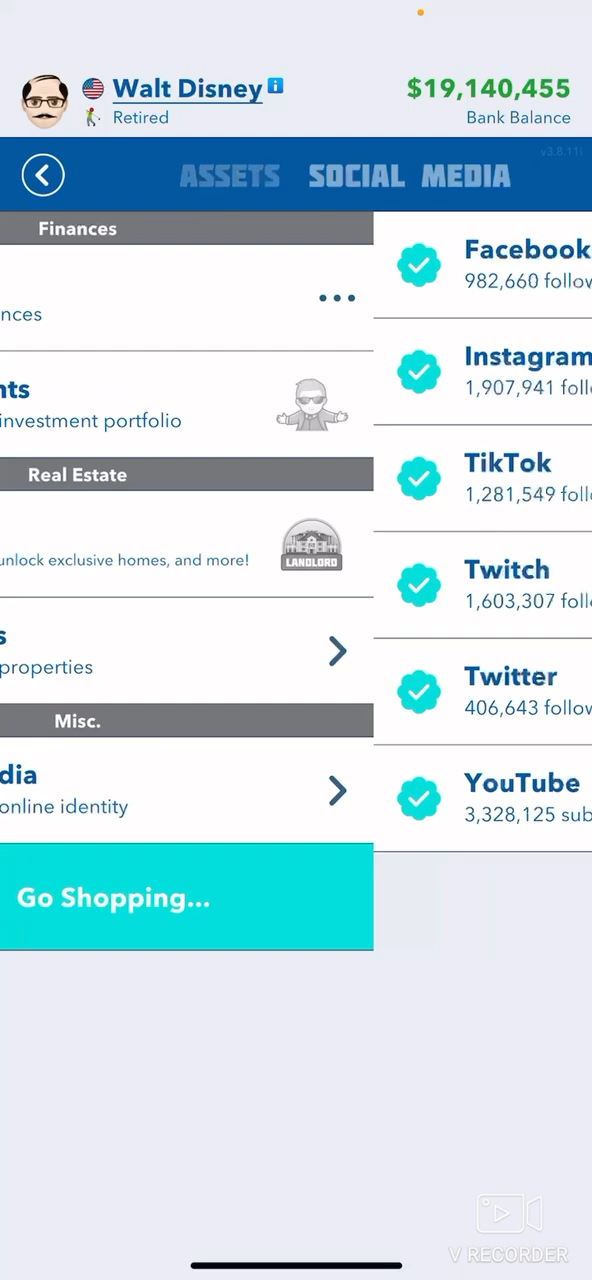 Walt Disney
$19,140,455
Retired
Bank Balance
v3.8.11i
ASSETS SOCIAL MEDIA
Finances
nces
nts
investment portfolio
Real Estate
unlock exclusive homes, and more!
LANDLORD
s
properties
Misc.
dia
online identity
Go Shopping...
Facebook
982,660 follow
Instagram
1,907,941 foll
TikTok
1,281,549 foll
Twitch
1,603,307 foll
Twitter
406,643 follow
YouTube
3,328,125 sub
V RECORDER